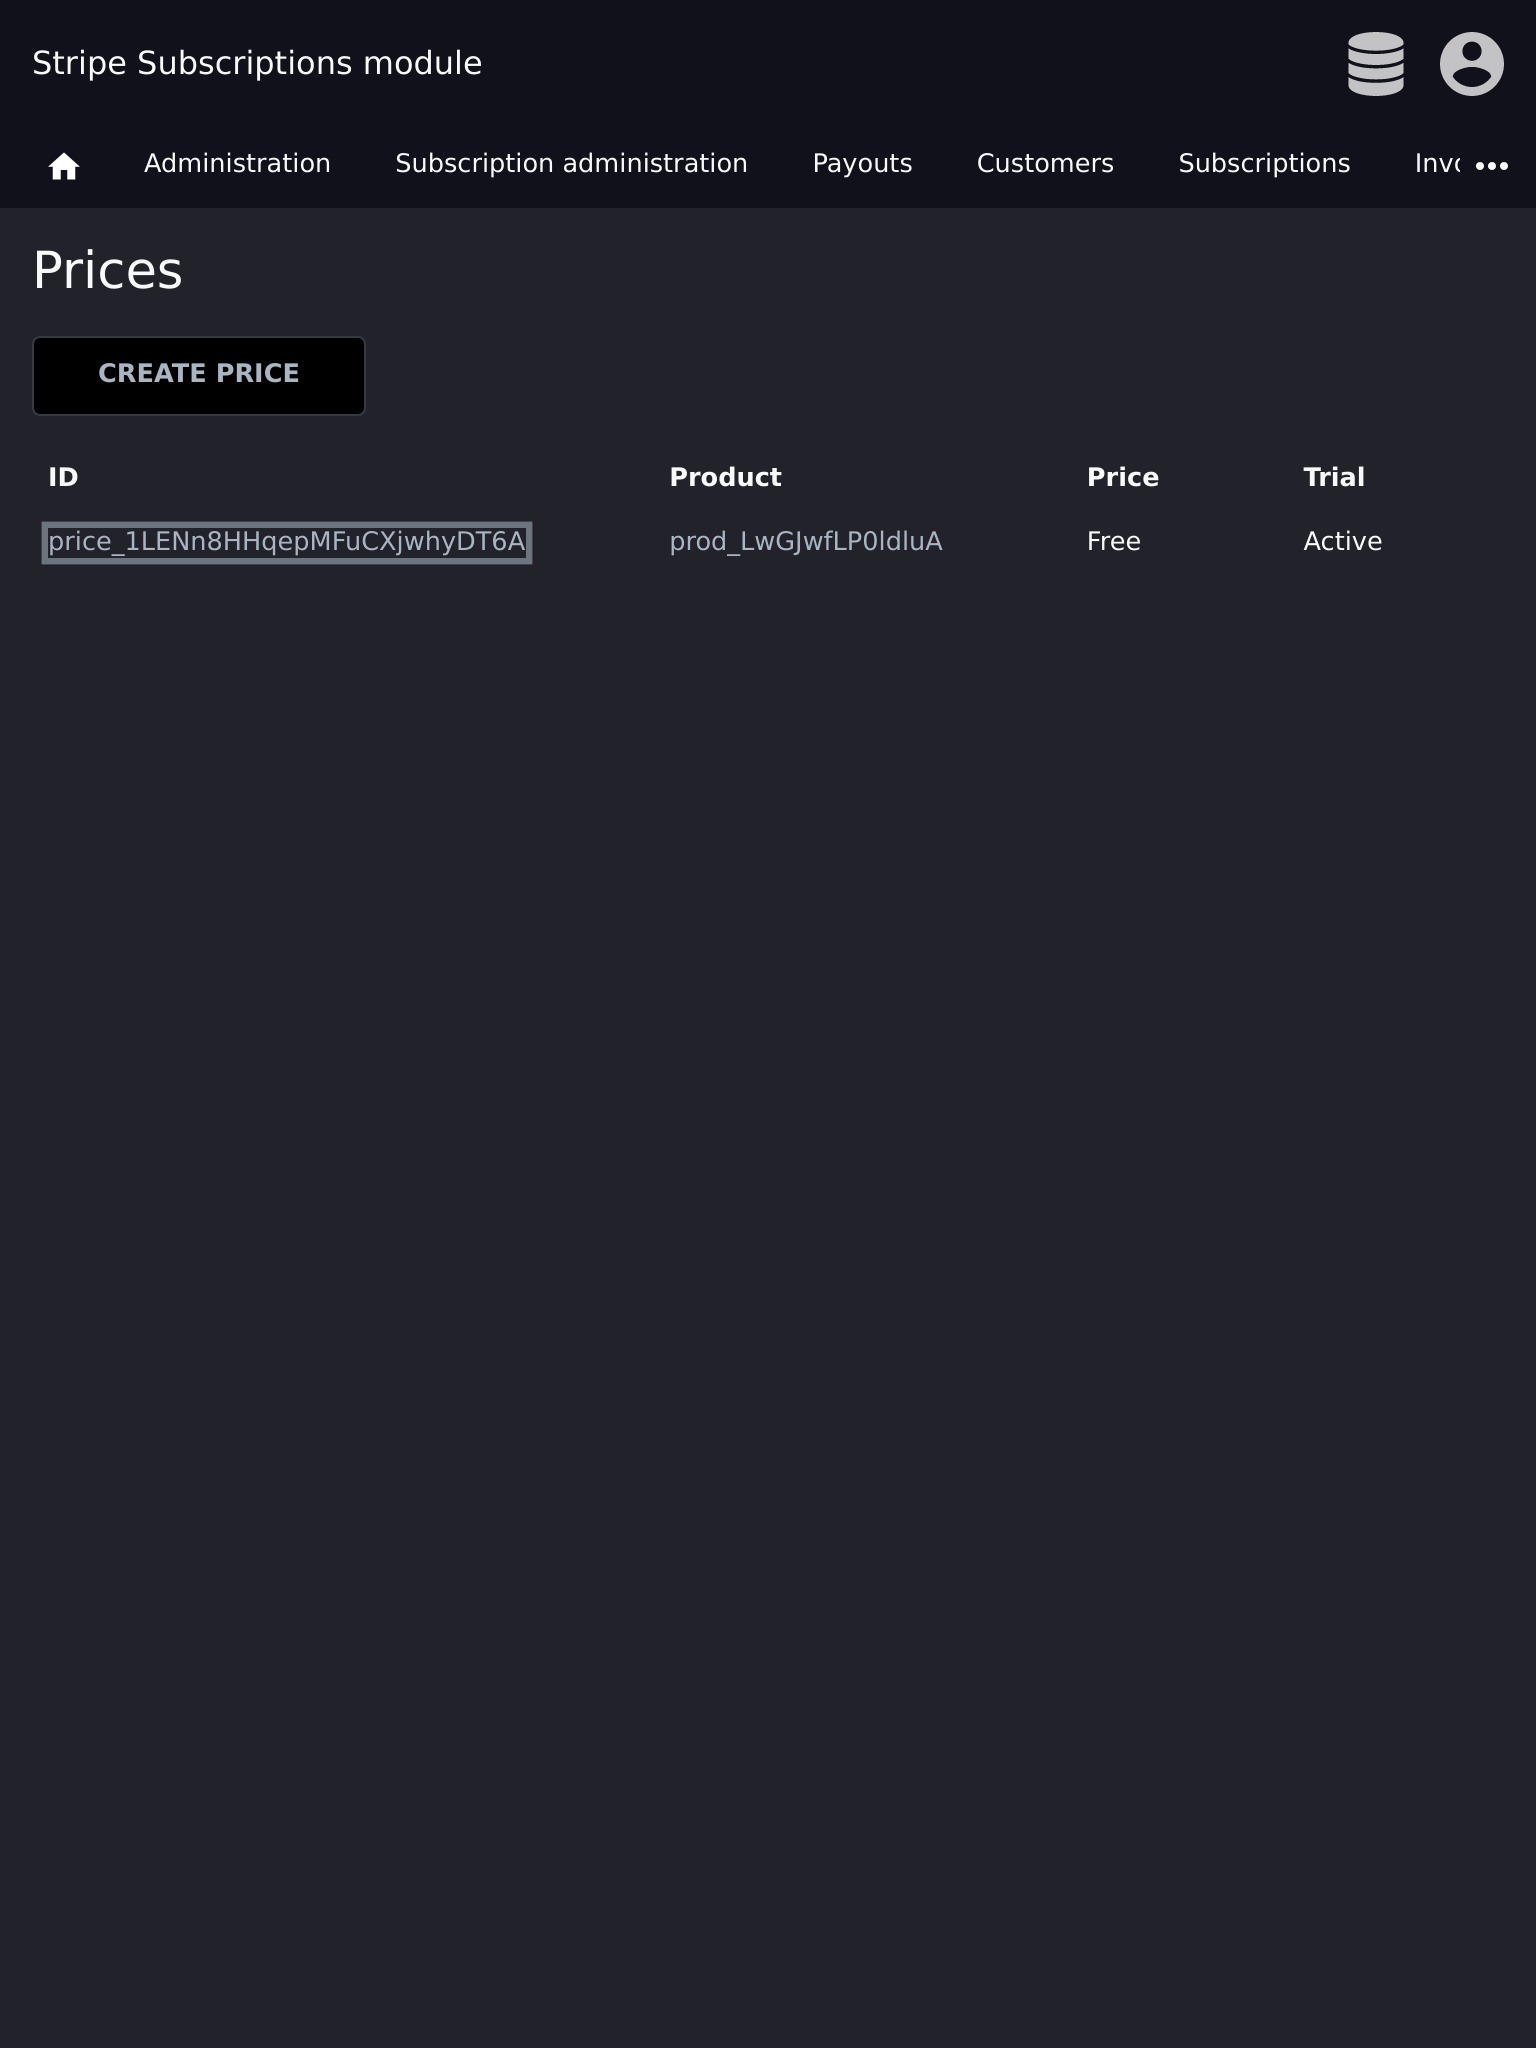 Stripe Subscriptions module
Administration Subscription administration Payouts Customers Subscriptions
Prices
CREATE PRICE
ID Product Price Trial
price_1LENn8HHqepMFuCXjwhyDT6A prod_LwGJwfLP0ldluA Free Active